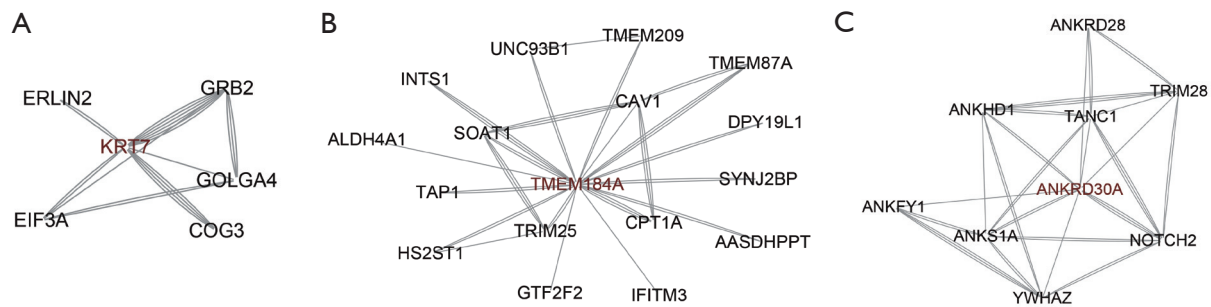 A
ERLIN2
GRB2
KRT7
GOLGA4
EIF3A
COG3
B
UNC93B1
TMEM209
INTS1
TMEM87A
CAV1
SOAT1
DPY19L1
ALDH4A1
TMEM184A
SYNJ2BP
TAP1
CPT1A
TRIM25
AASDHPPT
HS2ST1
GTF2F2
IFITM3
C
ANKRD28
TRIM28
ANKHD1
TANC1
ANKRD30A
ANKFY1
ANKS1A
NOTCH2
YWHAZ